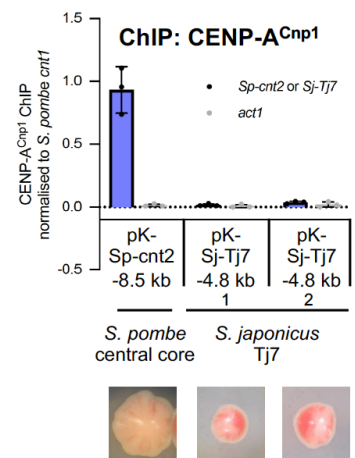 ChIP: CENP-ACnp1
CENP-ACnp1 ChIP
normalised to S. pombe cnt1
1.5
1.0
0.5
0.0
-0.5
Sp-cnt2 or Sj-Tj7
act1
pK-
Sp-cnt2
-8.5 kb
pK-
Sj-Tj7
-4.8 kb
1
pK-
Sj-Tj7
-4.8 kb
2
S. pombe
central core
S. japonicus
Tj7